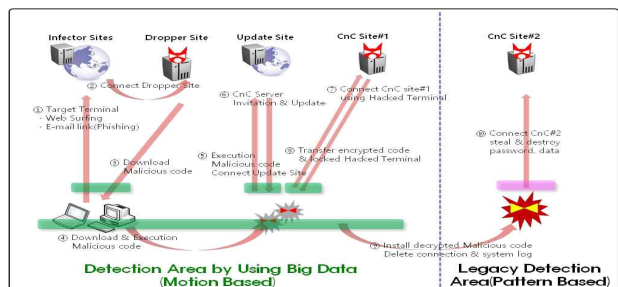 Infector Sites
Dropper Site
Update Site
CnC Site#1
CnC Site#2
② Connect Dropper Site
① Target Terminal
- Web Surfing
- E-mail link(Phishing)
⑥ CnC Server
Invitation & Update
⑦ Connect CnC site#1
using Hacked Terminal
③ Download
Malicious code
⑤ Execution
Malicious code
Connect Update Site
⑧ Transfer encrypted code
& locked Hacked Terminal
⑩ Connect CnC#2
steal & destroy
password, data
④ Download & Execution
Malicious code
⑨ Install decrypted Malicious code
Delete connection & system log
Detection Area by Using Big Data
(Motion Based)
Legacy Detection
Area(Pattern Based)